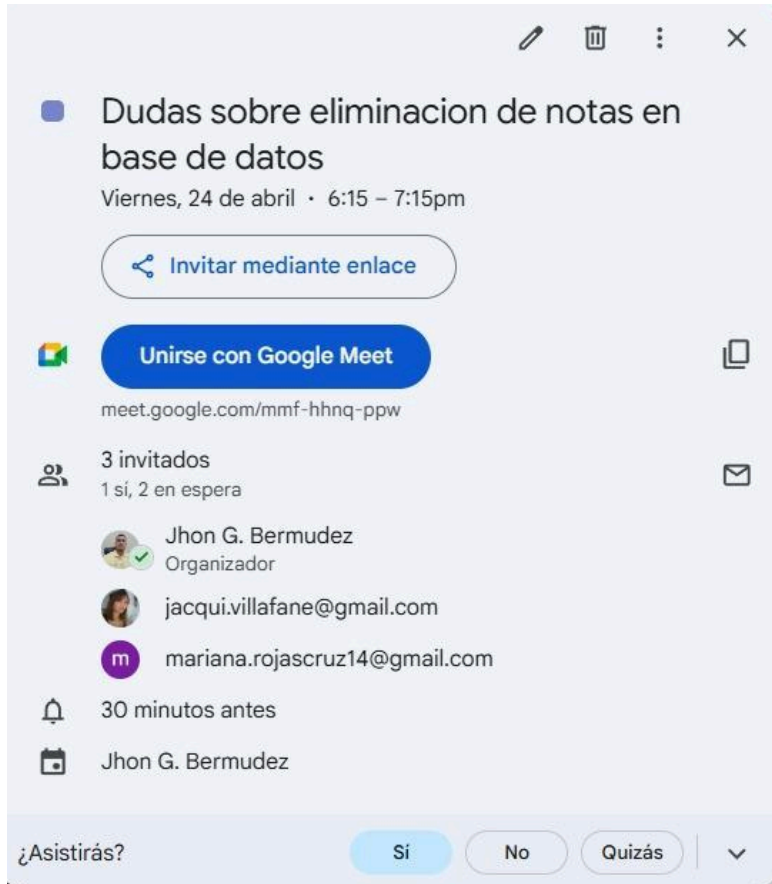 Dudas sobre eliminacion de notas en
base de datos
Viernes, 24 de abril • 6:15 – 7:15pm
Invitar mediante enlace
Unirse con Google Meet
meet.google.com/mmf-hhnq-ppw
3 invitados
1 sí, 2 en espera
Jhon G. Bermudez
Organizador
jacqui.villafane@gmail.com
m
mariana.rojascruz14@gmail.com
30 minutos antes
Jhon G. Bermudez
¿Asistirás?
Sí
No
Quizás